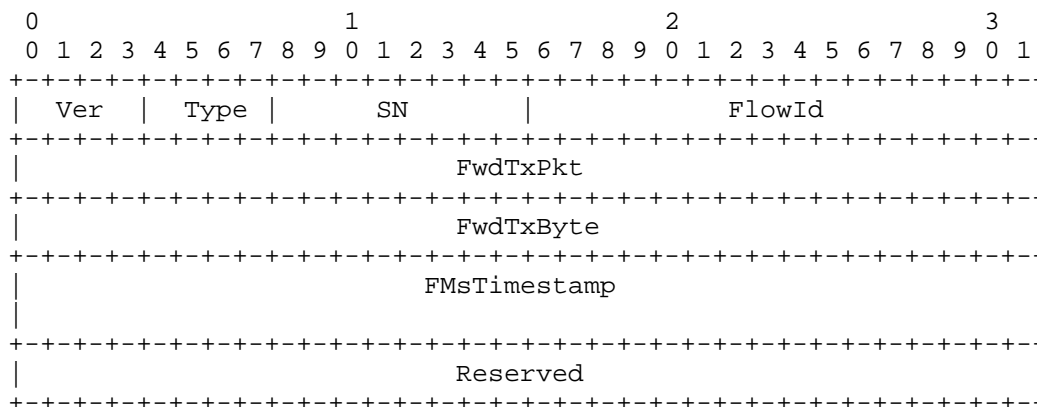 0                   1                   2                   3
 0 1 2 3 4 5 6 7 8 9 0 1 2 3 4 5 6 7 8 9 0 1 2 3 4 5 6 7 8 9 0 1
+-+-+-+-+-+-+-+-+-+-+-+-+-+-+-+-+-+-+-+-+-+-+-+-+-+-+-+-+-+-+-+--
|  Ver  |  Type |      SN       |            FlowId
+-+-+-+-+-+-+-+-+-+-+-+-+-+-+-+-+-+-+-+-+-+-+-+-+-+-+-+-+-+-+-+--
|                           FwdTxPkt
+-+-+-+-+-+-+-+-+-+-+-+-+-+-+-+-+-+-+-+-+-+-+-+-+-+-+-+-+-+-+-+--
|                           FwdTxByte
+-+-+-+-+-+-+-+-+-+-+-+-+-+-+-+-+-+-+-+-+-+-+-+-+-+-+-+-+-+-+-+--
|                         FMsTimestamp
|
+-+-+-+-+-+-+-+-+-+-+-+-+-+-+-+-+-+-+-+-+-+-+-+-+-+-+-+-+-+-+-+--
|                           Reserved
+-+-+-+-+-+-+-+-+-+-+-+-+-+-+-+-+-+-+-+-+-+-+-+-+-+-+-+-+-+-+-+--